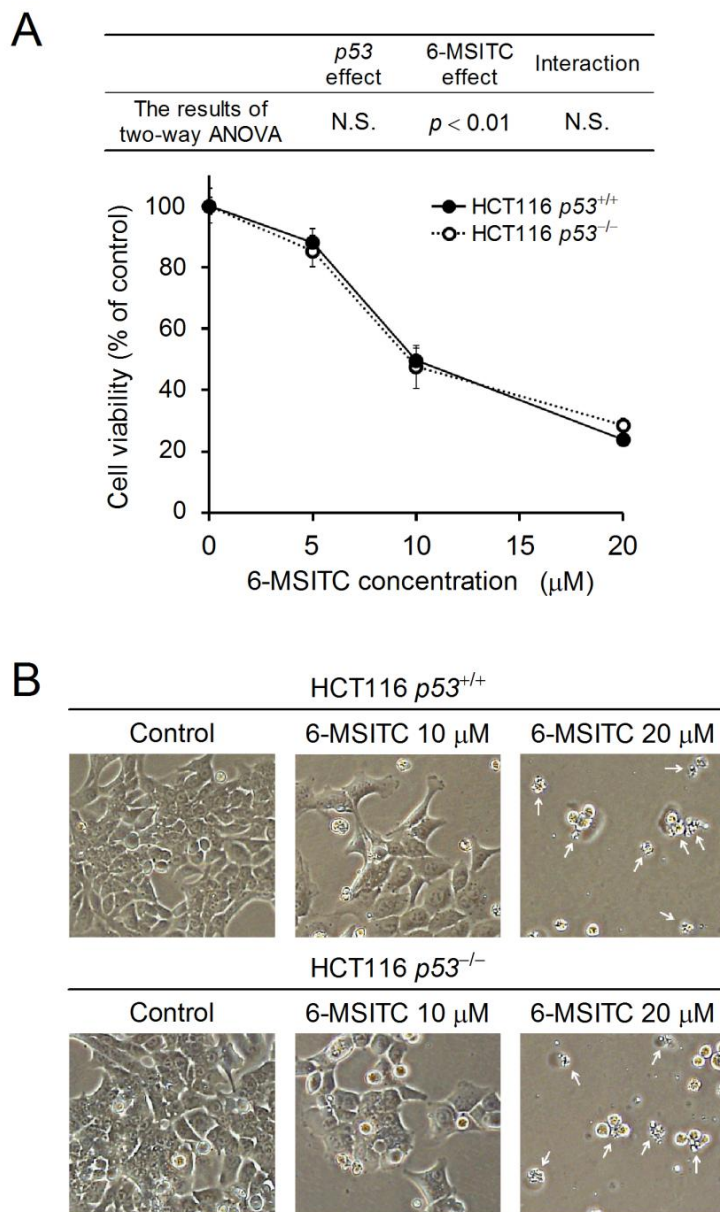 A
p53 effect
6-MSITC effect
Interaction
The results of two-way ANOVA
N.S.
p < 0.01
N.S.
Cell viability (% of control)
100
80
60
40
20
0
HCT116 p53+/+
HCT116 p53−/−
0 5 10 15 20
6-MSITC concentration (μM)
B
HCT116 p53+/+
Control 6-MSITC 10 μM 6-MSITC 20 μM
HCT116 p53−/−
Control 6-MSITC 10 μM 6-MSITC 20 μM